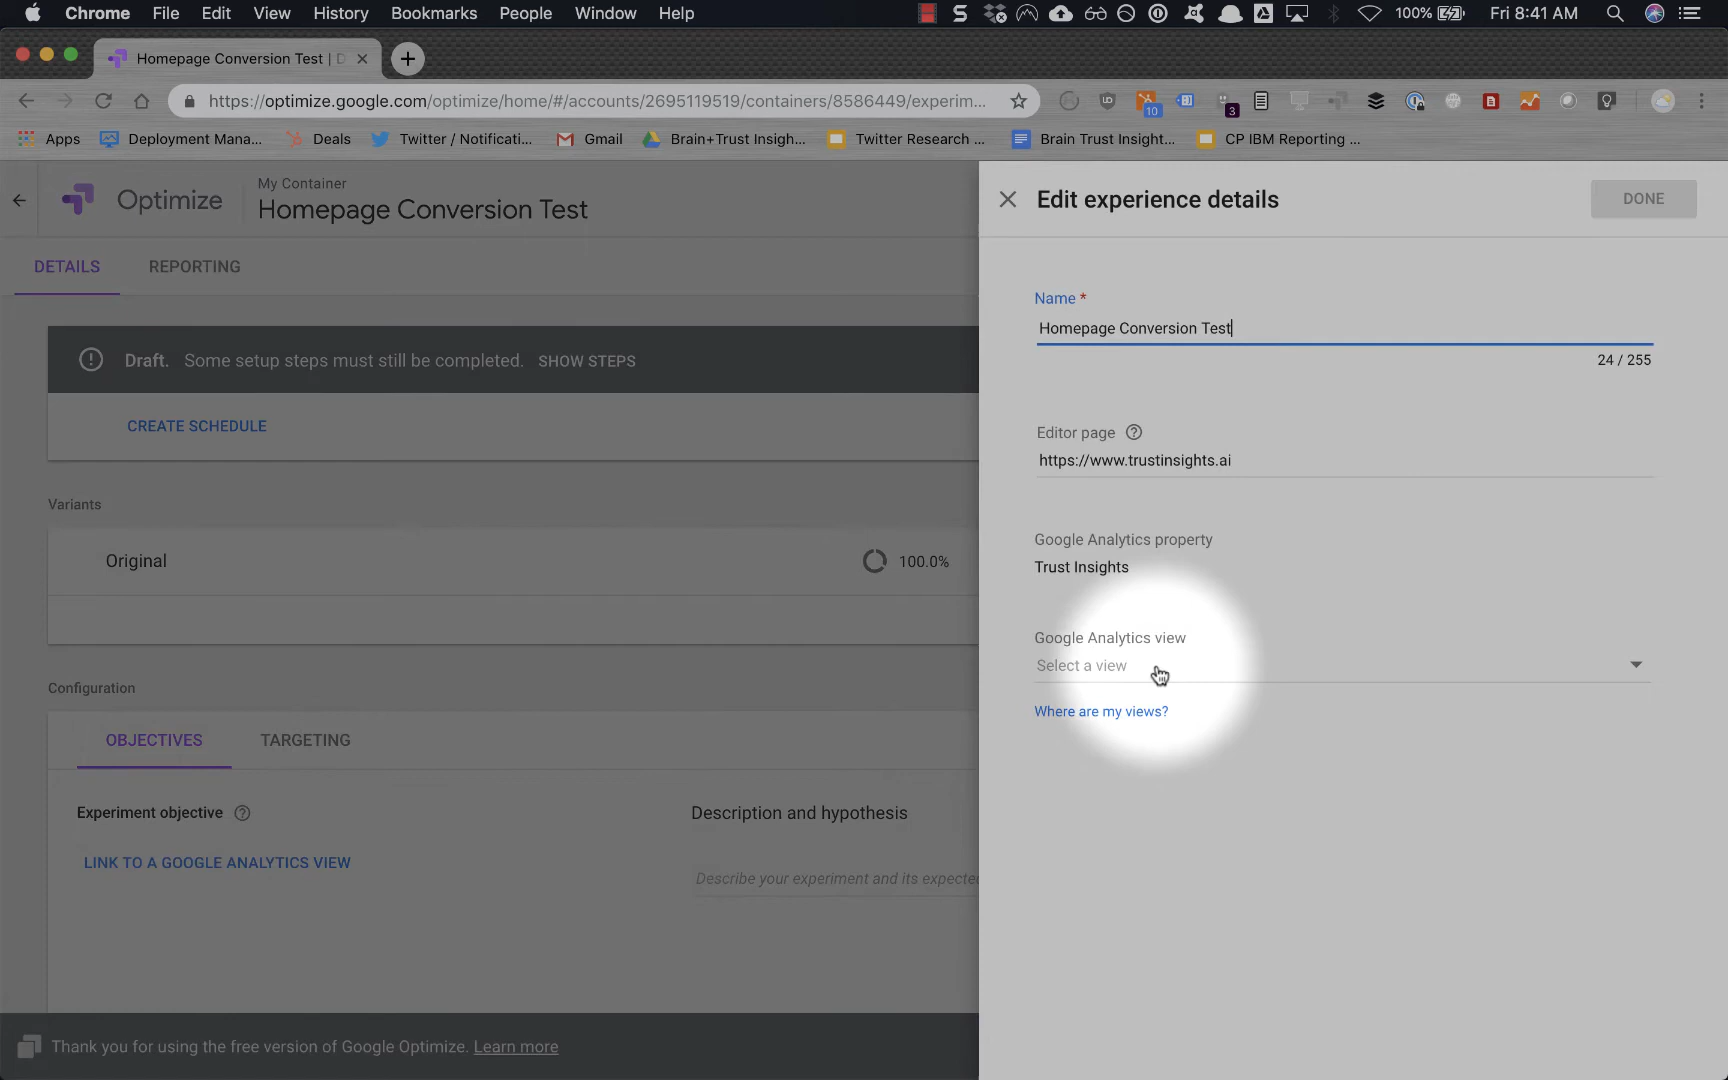 Chrome File Edit View History Bookmarks People Window Help 100% Fri 8:41 AM
Homepage Conversion Test |
https://optimize.google.com/optimize/home/#/accounts/2695119519/containers/8586449/experim...
10
3
Apps Deployment Mana... Deals Twitter / Notificati... Gmail Brain+Trust Insigh... Twitter Research ... Brain Trust Insight... CP IBM Reporting ...
Optimize
My Container
Homepage Conversion Test
DETAILS REPORTING
Draft. Some setup steps must still be completed. SHOW STEPS
CREATE SCHEDULE
Variants
Original 100.0%
Configuration
OBJECTIVES TARGETING
Experiment objective
LINK TO A GOOGLE ANALYTICS VIEW
Description and hypothesis
Describe your experiment and its expected
Thank you for using the free version of Google Optimize. Learn more
Edit experience details DONE
Name *
Homepage Conversion Test
24 / 255
Editor page
https://www.trustinsights.ai
Google Analytics property
Trust Insights
Google Analytics view
Select a view
Where are my views?